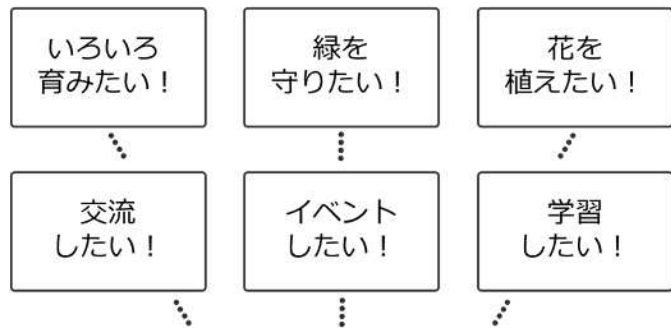 いろいろ
育みたい！
緑を
守りたい！
花を
植えたい！
交流
したい！
イベント
したい！
学習
したい！